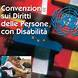 Convenzione
sui Diritti
delle Persone
con Disabilità